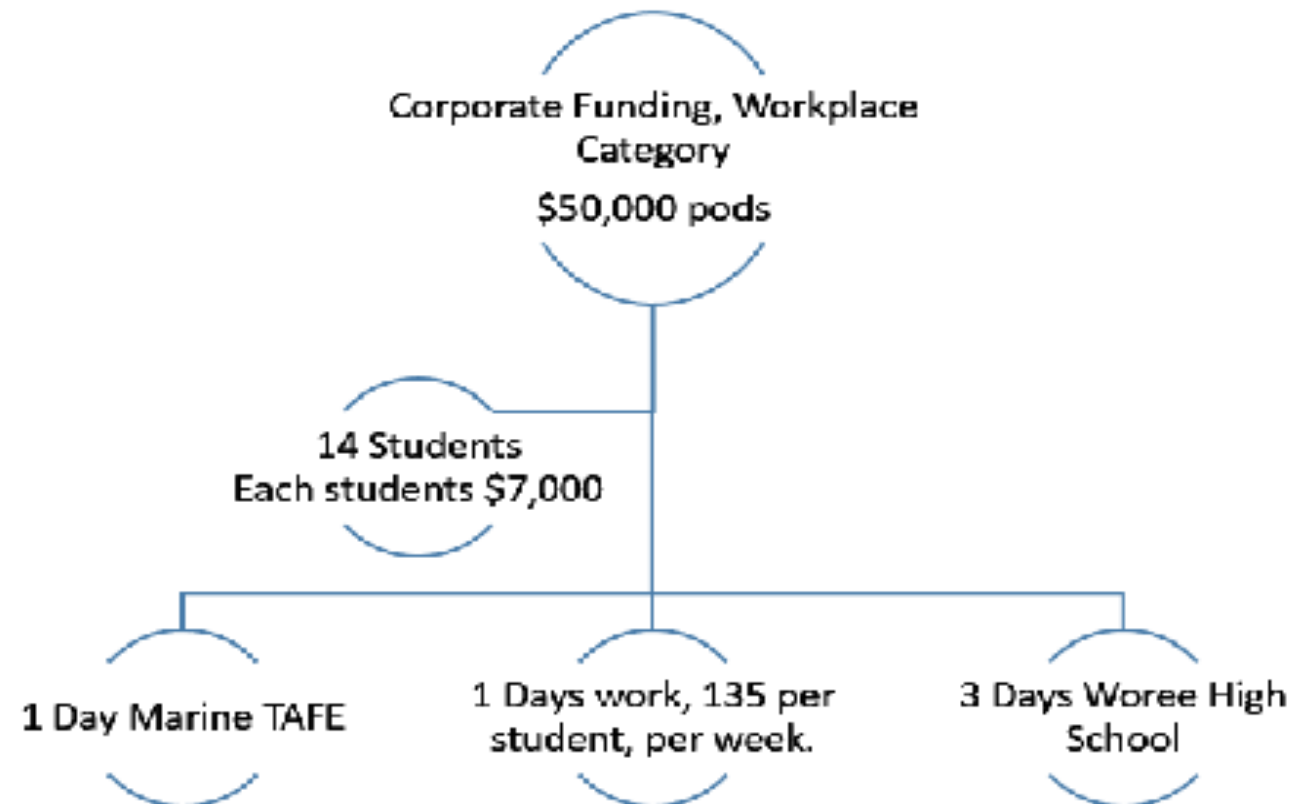 Corporate Funding, Workplace
Category
$50,000 pods
14 Students
Each students $7,000
1 Day Marine TAFE
1 Days work, 135 per
student, per week.
3 Days Woree High
School